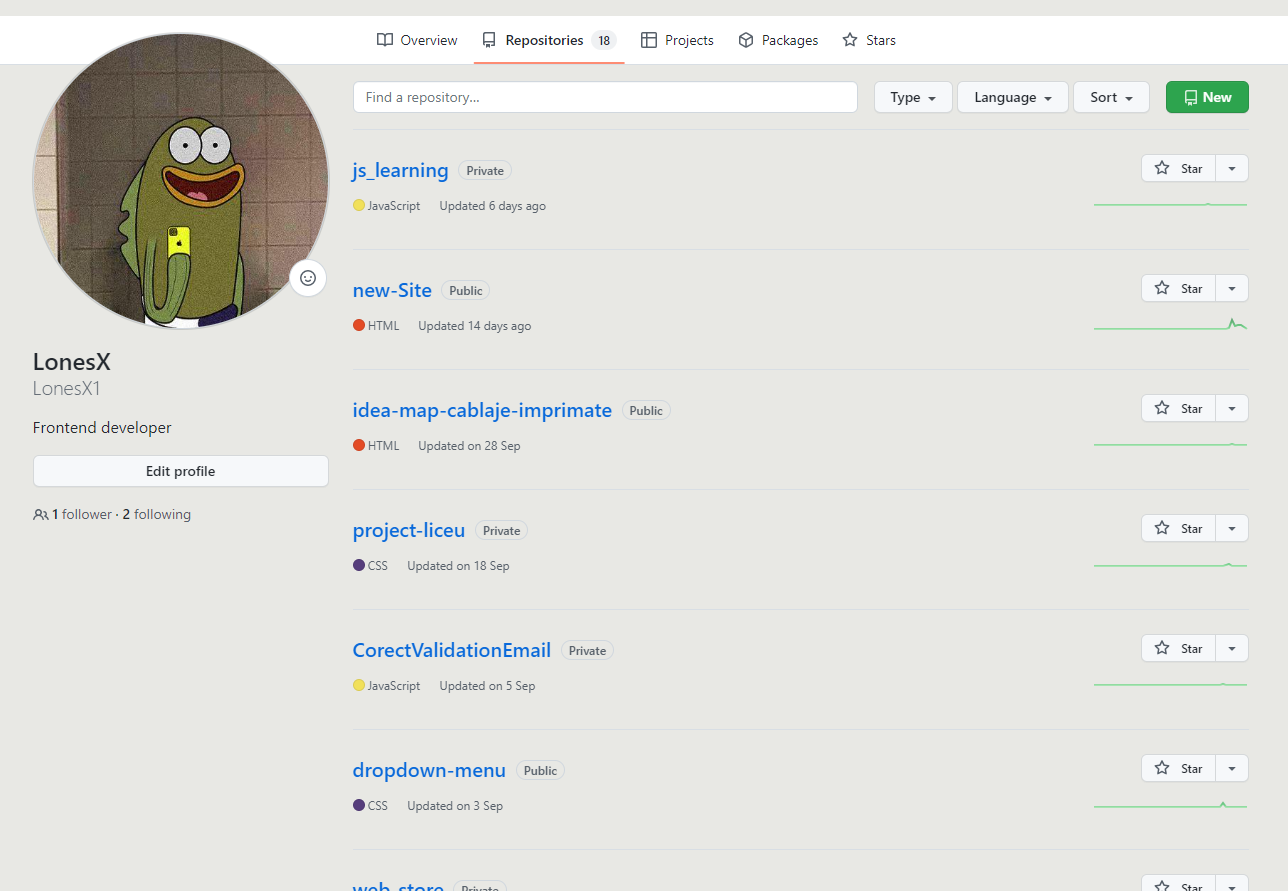 Overview Repositories 18 Projects Packages Stars
Find a repository... Type Language Sort New
js_learning Private Star
JavaScript Updated 6 days ago
new-Site Public Star
HTML Updated 14 days ago
LonesX
LonesX1
Frontend developer
Edit profile
1 follower · 2 following
idea-map-cablaje-imprimate Public Star
HTML Updated on 28 Sep
project-liceu Private Star
CSS Updated on 18 Sep
CorectValidationEmail Private Star
JavaScript Updated on 5 Sep
dropdown-menu Public Star
CSS Updated on 3 Sep
web-store Private Star